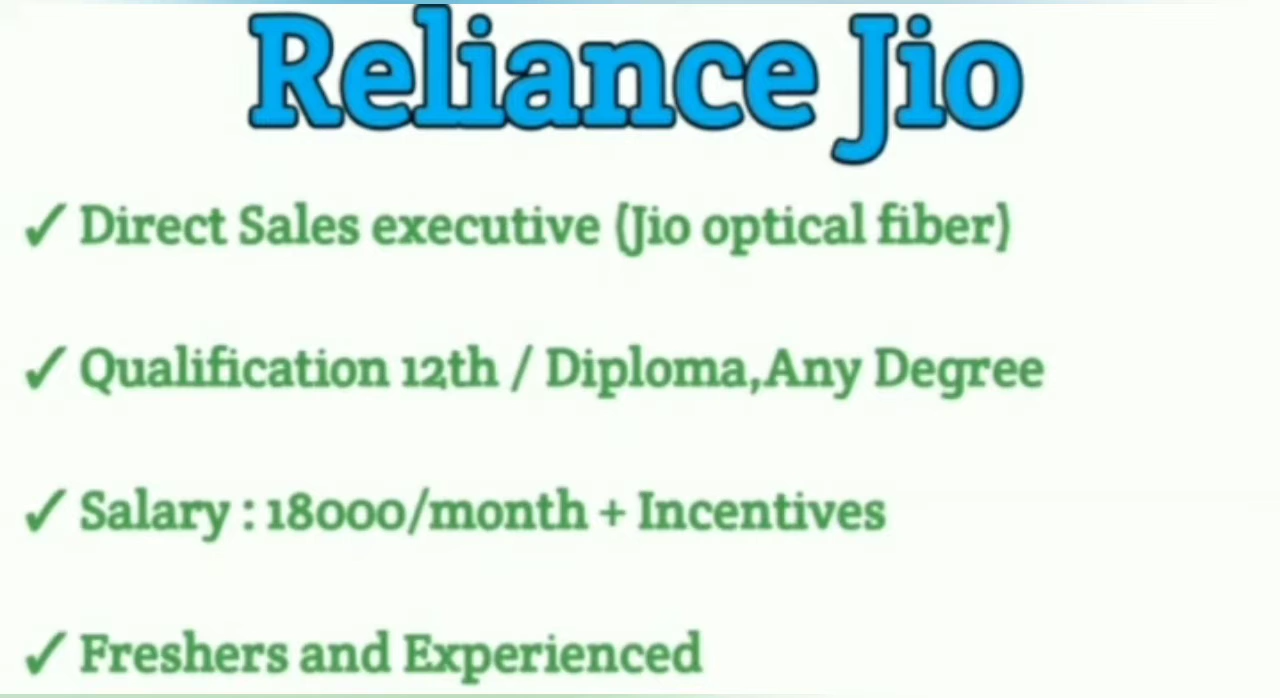 Reliance Jio
✓ Direct Sales executive (Jio optical fiber)
✓ Qualification 12th / Diploma,Any Degree
✓ Salary : 18000/month + Incentives
✓ Freshers and Experienced